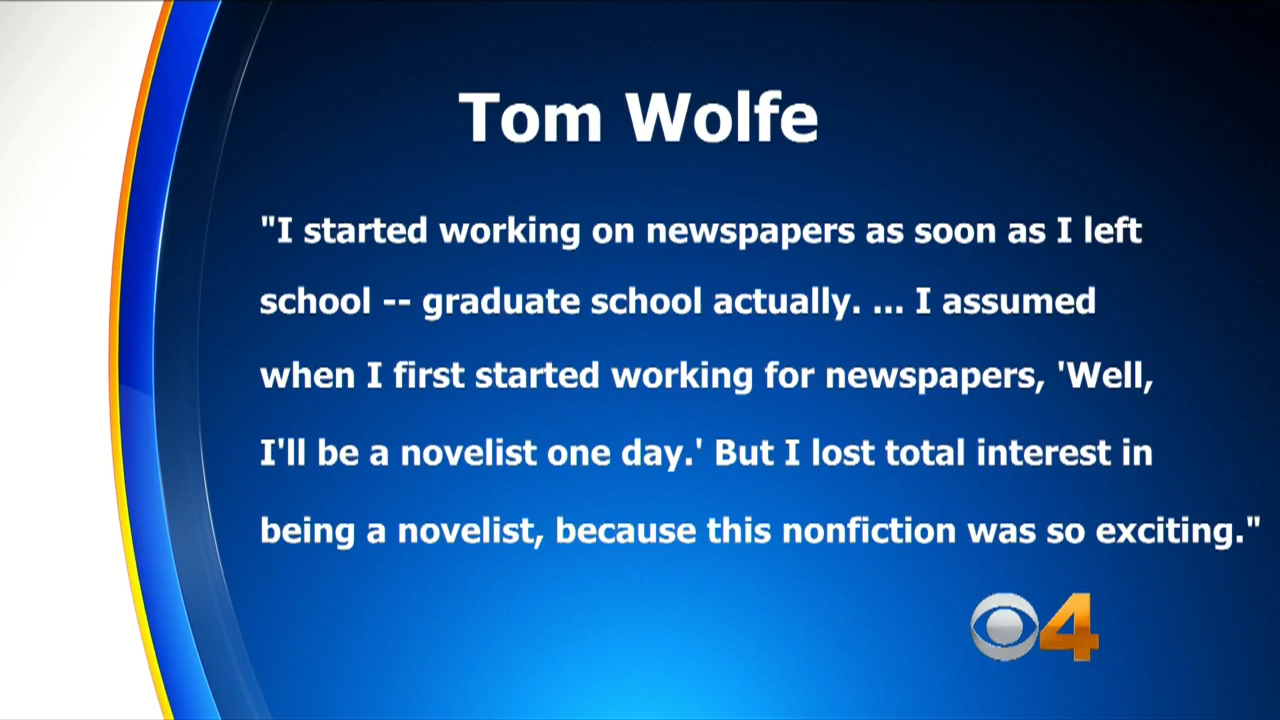 Tom Wolfe
"I started working on newspapers as soon as I left
school -- graduate school actually. ... I assumed
when I first started working for newspapers, 'Well,
I'll be a novelist one day.' But I lost total interest in
being a novelist, because this nonfiction was so exciting."
4